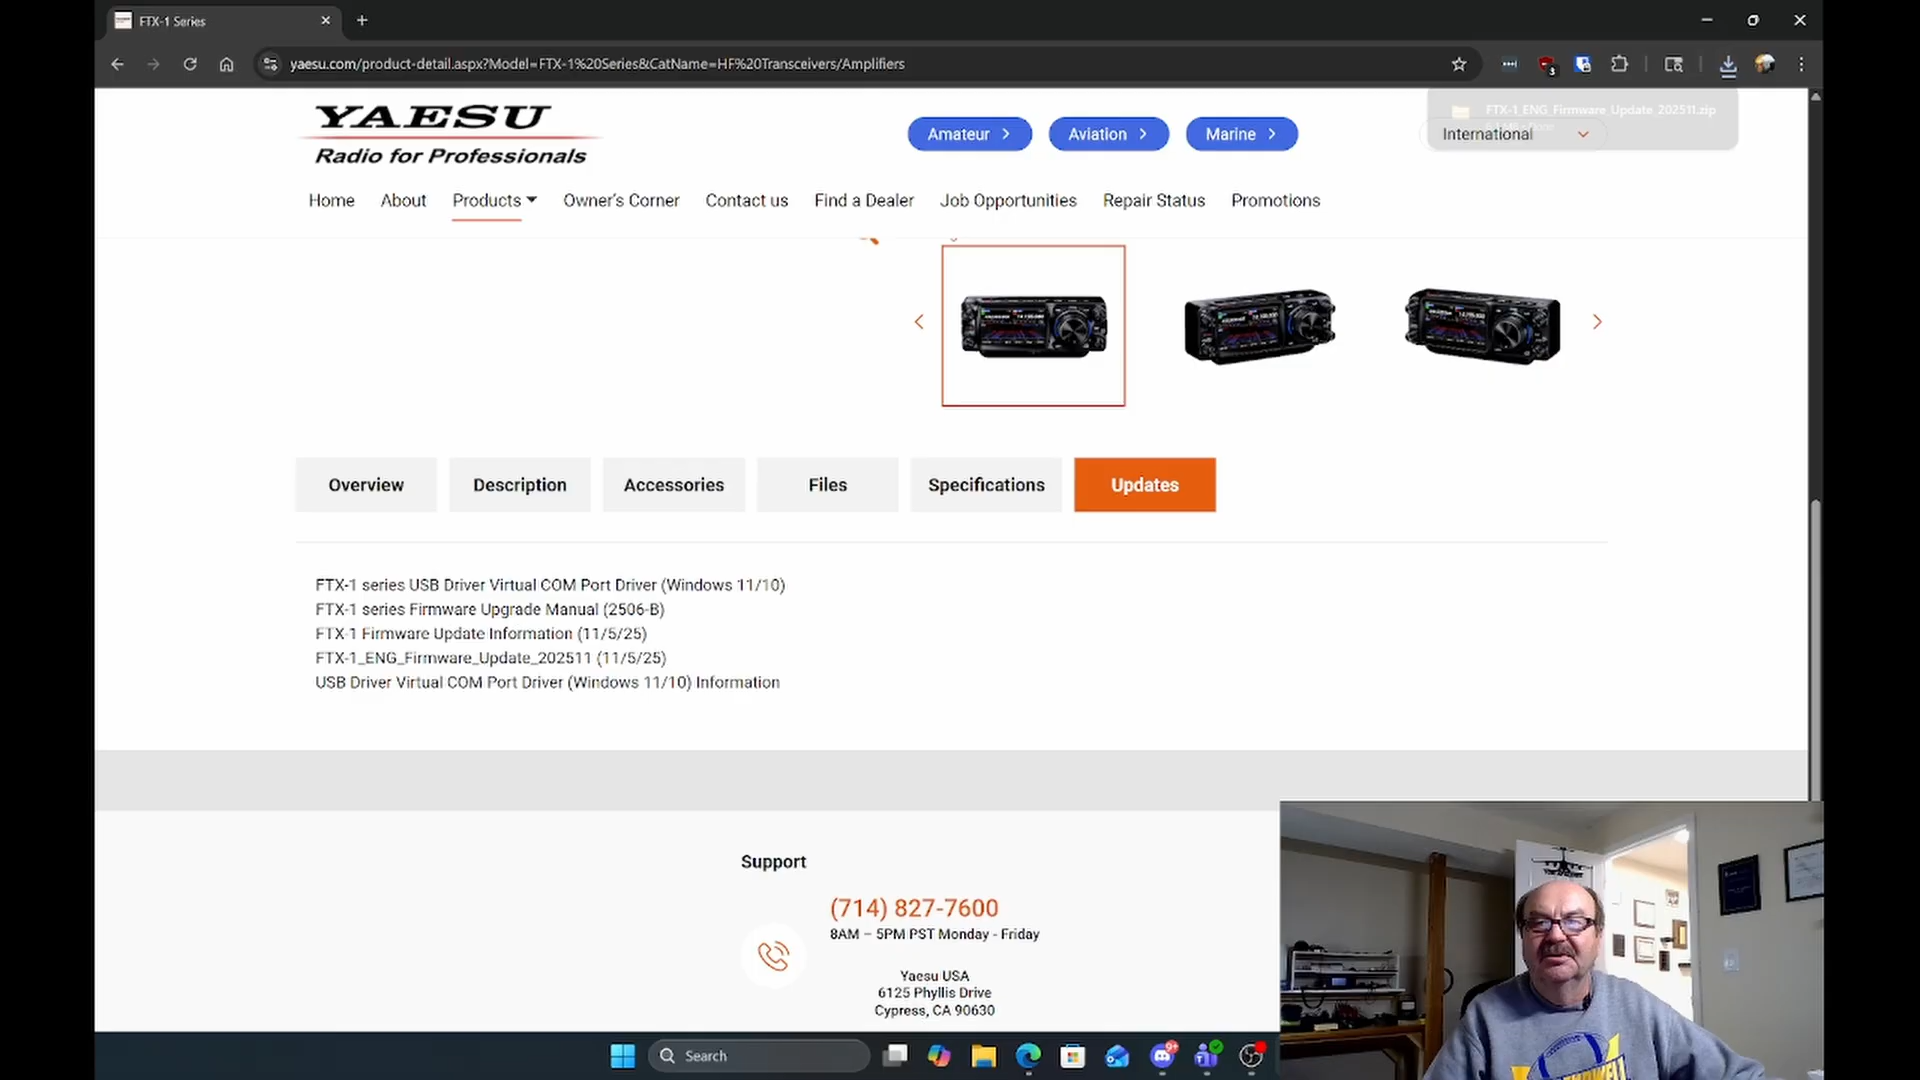 FTX-1 Series
yaesu.com/product-detail.aspx?Model=FTX-1%20Series&CatName=HF%20Transceivers/Amplifiers
3
YAESU
Radio for Professionals
Amateur
Aviation
Marine
FTX-1_ENG_Firmware_Update_202511.zip
International
Home
About
Products
Owner's Corner
Contact us
Find a Dealer
Job Opportunities
Repair Status
Promotions
Overview
Description
Accessories
Files
Specifications
Updates
FTX-1 series USB Driver Virtual COM Port Driver (Windows 11/10)
FTX-1 series Firmware Upgrade Manual (2506-B)
FTX-1 Firmware Update Information (11/5/25)
FTX-1_ENG_Firmware_Update_202511 (11/5/25)
USB Driver Virtual COM Port Driver (Windows 11/10) Information
Support
(714) 827-7600
8AM – 5PM PST Monday - Friday
Yaesu USA
6125 Phyllis Drive
Cypress, CA 90630
Search
9+